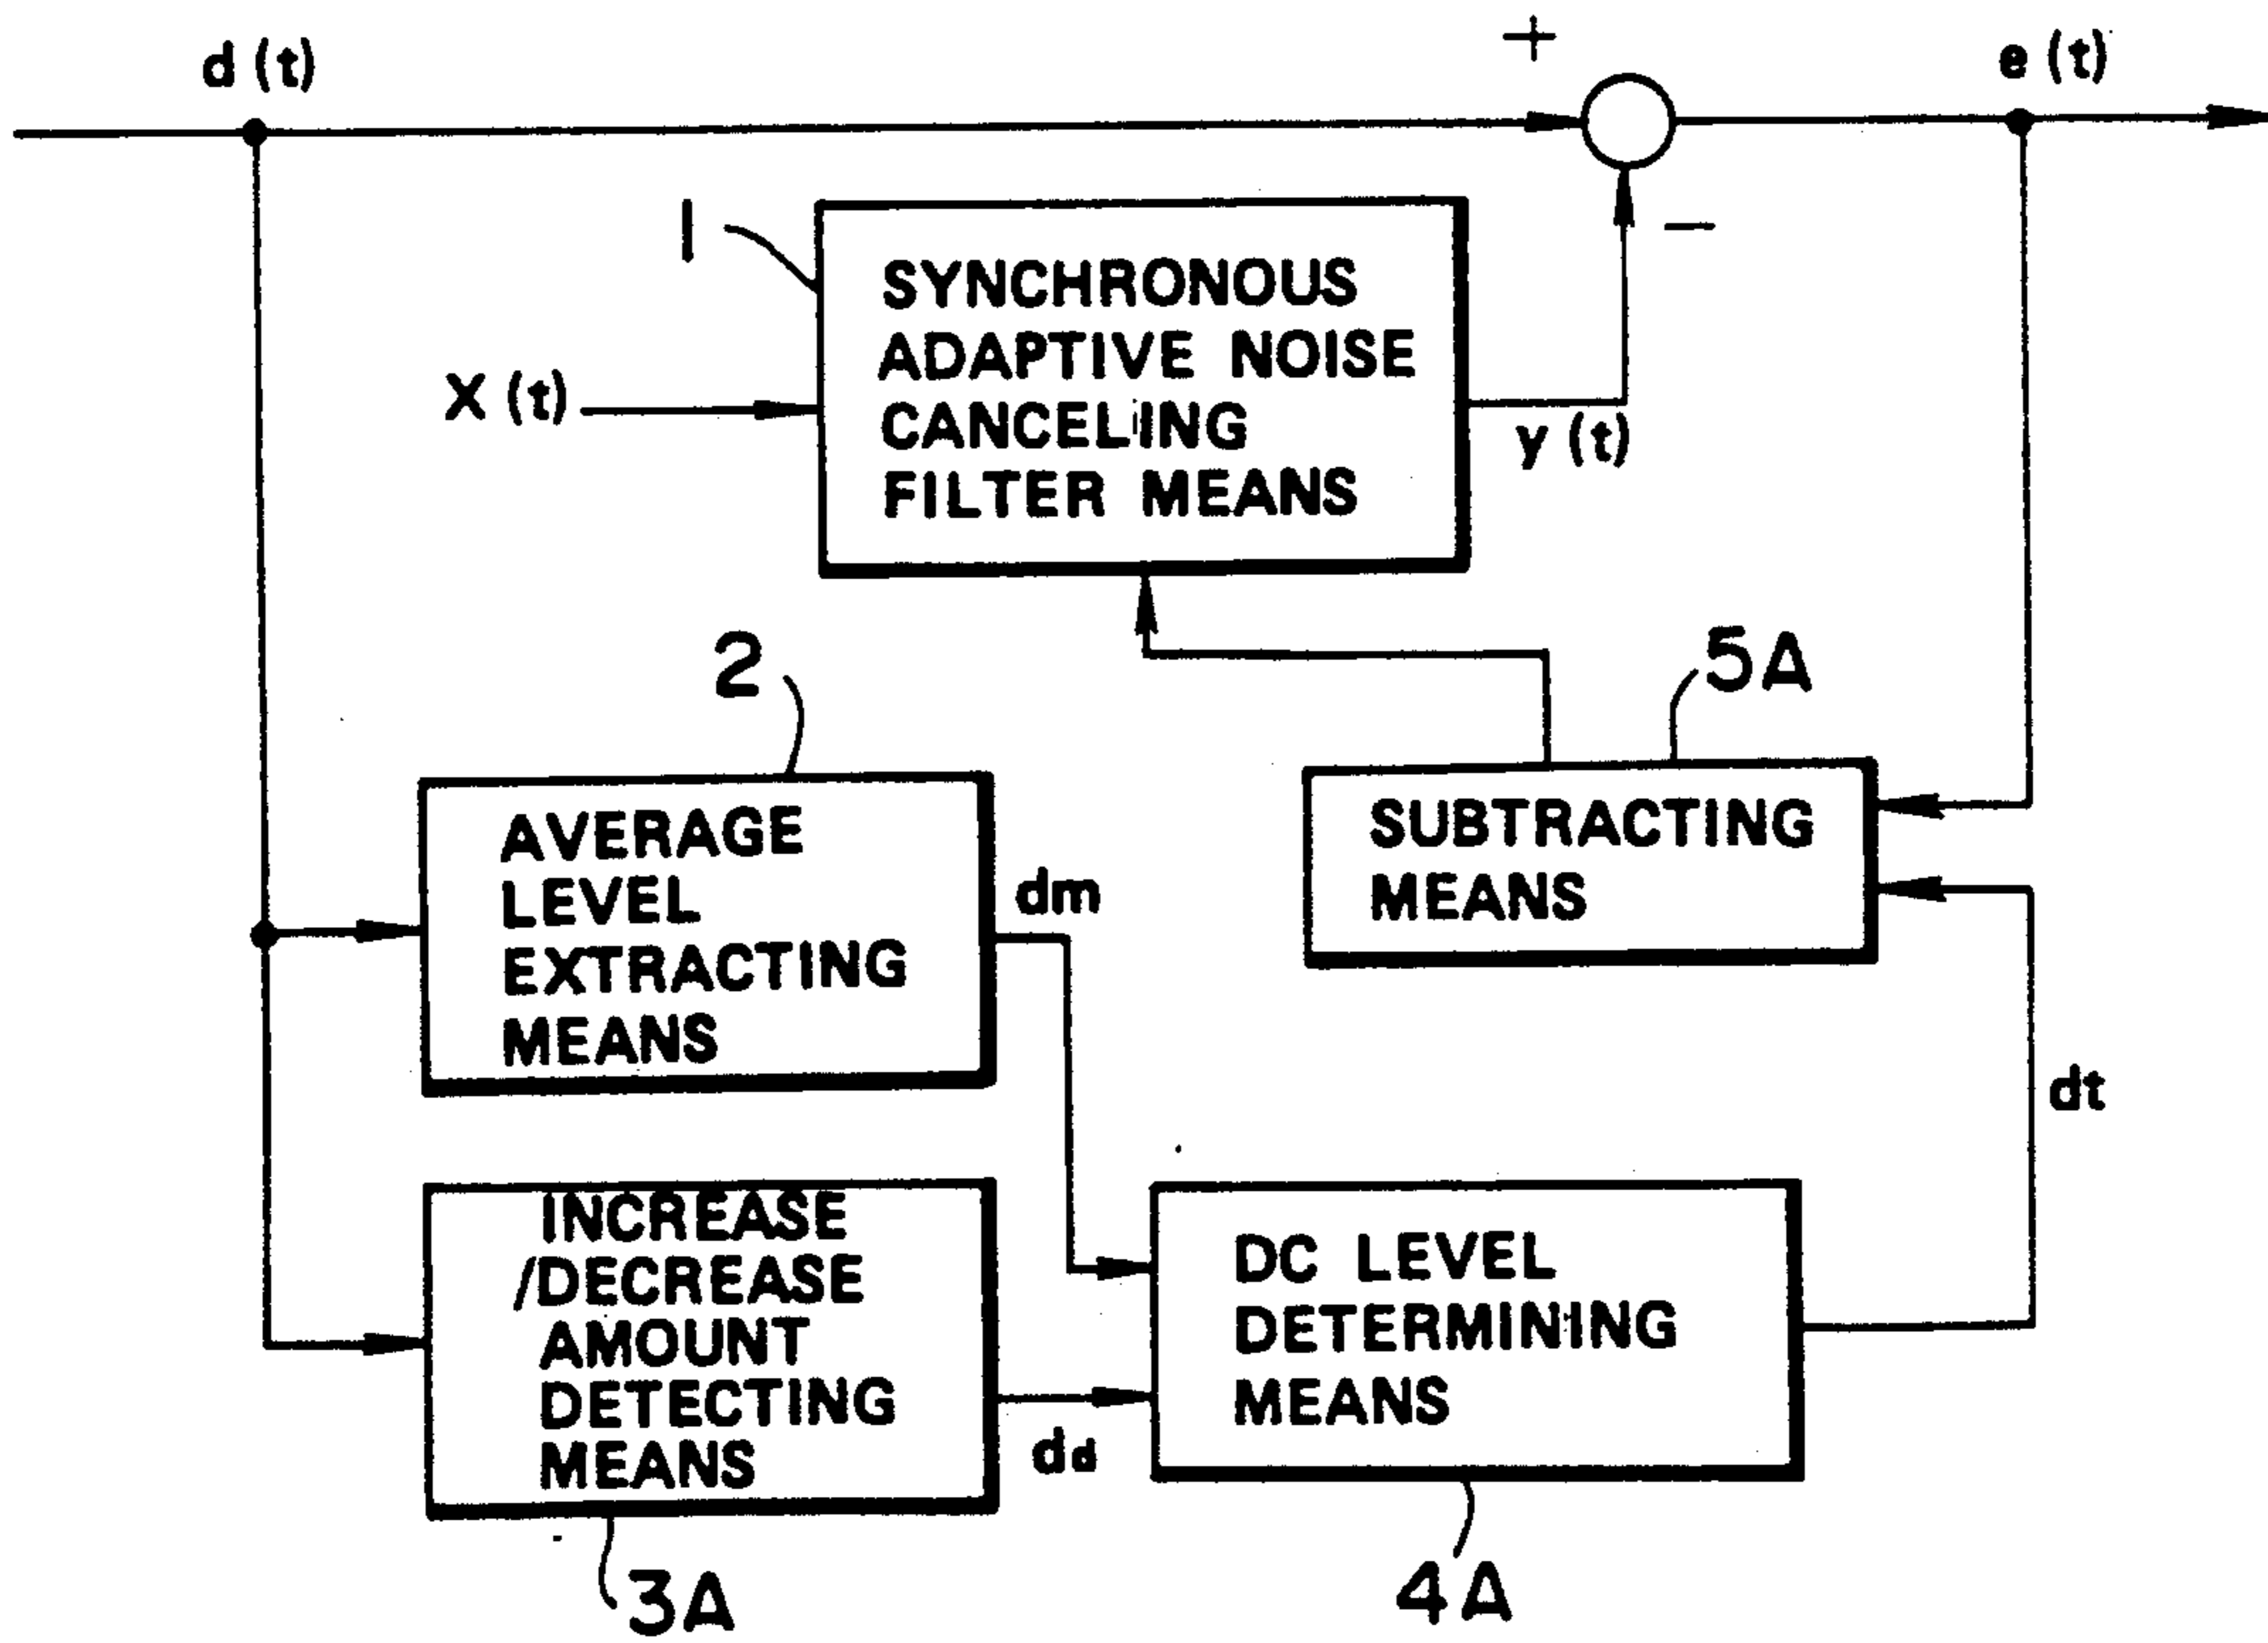 d (t)
+
e (t)
1
SYNCHRONOUS
ADAPTIVE NOISE
CANCELING
FILTER MEANS
−
X (t)
y (t)
2
5A
AVERAGE
LEVEL
EXTRACTING
MEANS
dm
SUBTRACTING
MEANS
dt
INCREASE
/DECREASE
AMOUNT
DETECTING
MEANS
dd
DC LEVEL
DETERMINING
MEANS
3A
4A